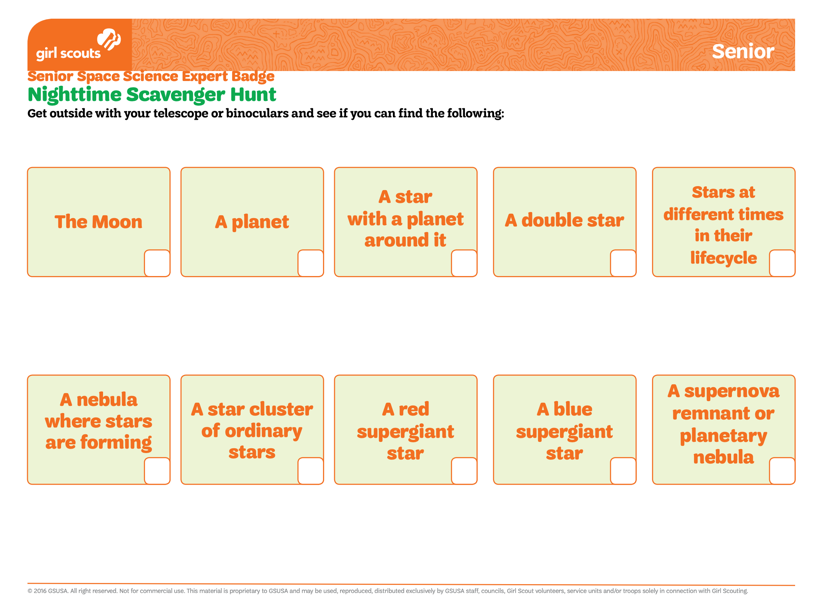 girl scouts
Senior
Senior Space Science Expert Badge
Nighttime Scavenger Hunt
Get outside with your telescope or binoculars and see if you can find the following:
The Moon
A planet
A star
with a planet
around it
A double star
Stars at
different times
in their
lifecycle
A nebula
where stars
are forming
A star cluster
of ordinary
stars
A red
supergiant
star
A blue
supergiant
star
A supernova
remnant or
planetary
nebula
© 2016 GSUSA. All right reserved. Not for commercial use. This material is proprietary to GSUSA and may be used, reproduced, distributed exclusively by GSUSA staff, councils, Girl Scout volunteers, service units and/or troops solely in connection with Girl Scouting.